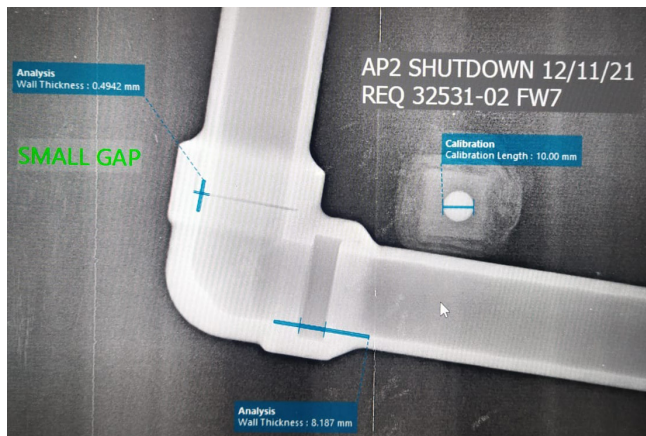 AP2 SHUTDOWN 12/11/21
REQ 32531-02 FW7
Analysis
Wall Thickness : 0.4942 mm
SMALL GAP
Calibration
Calibration Length : 10.00 mm
Analysis
Wall Thickness : 8.187 mm